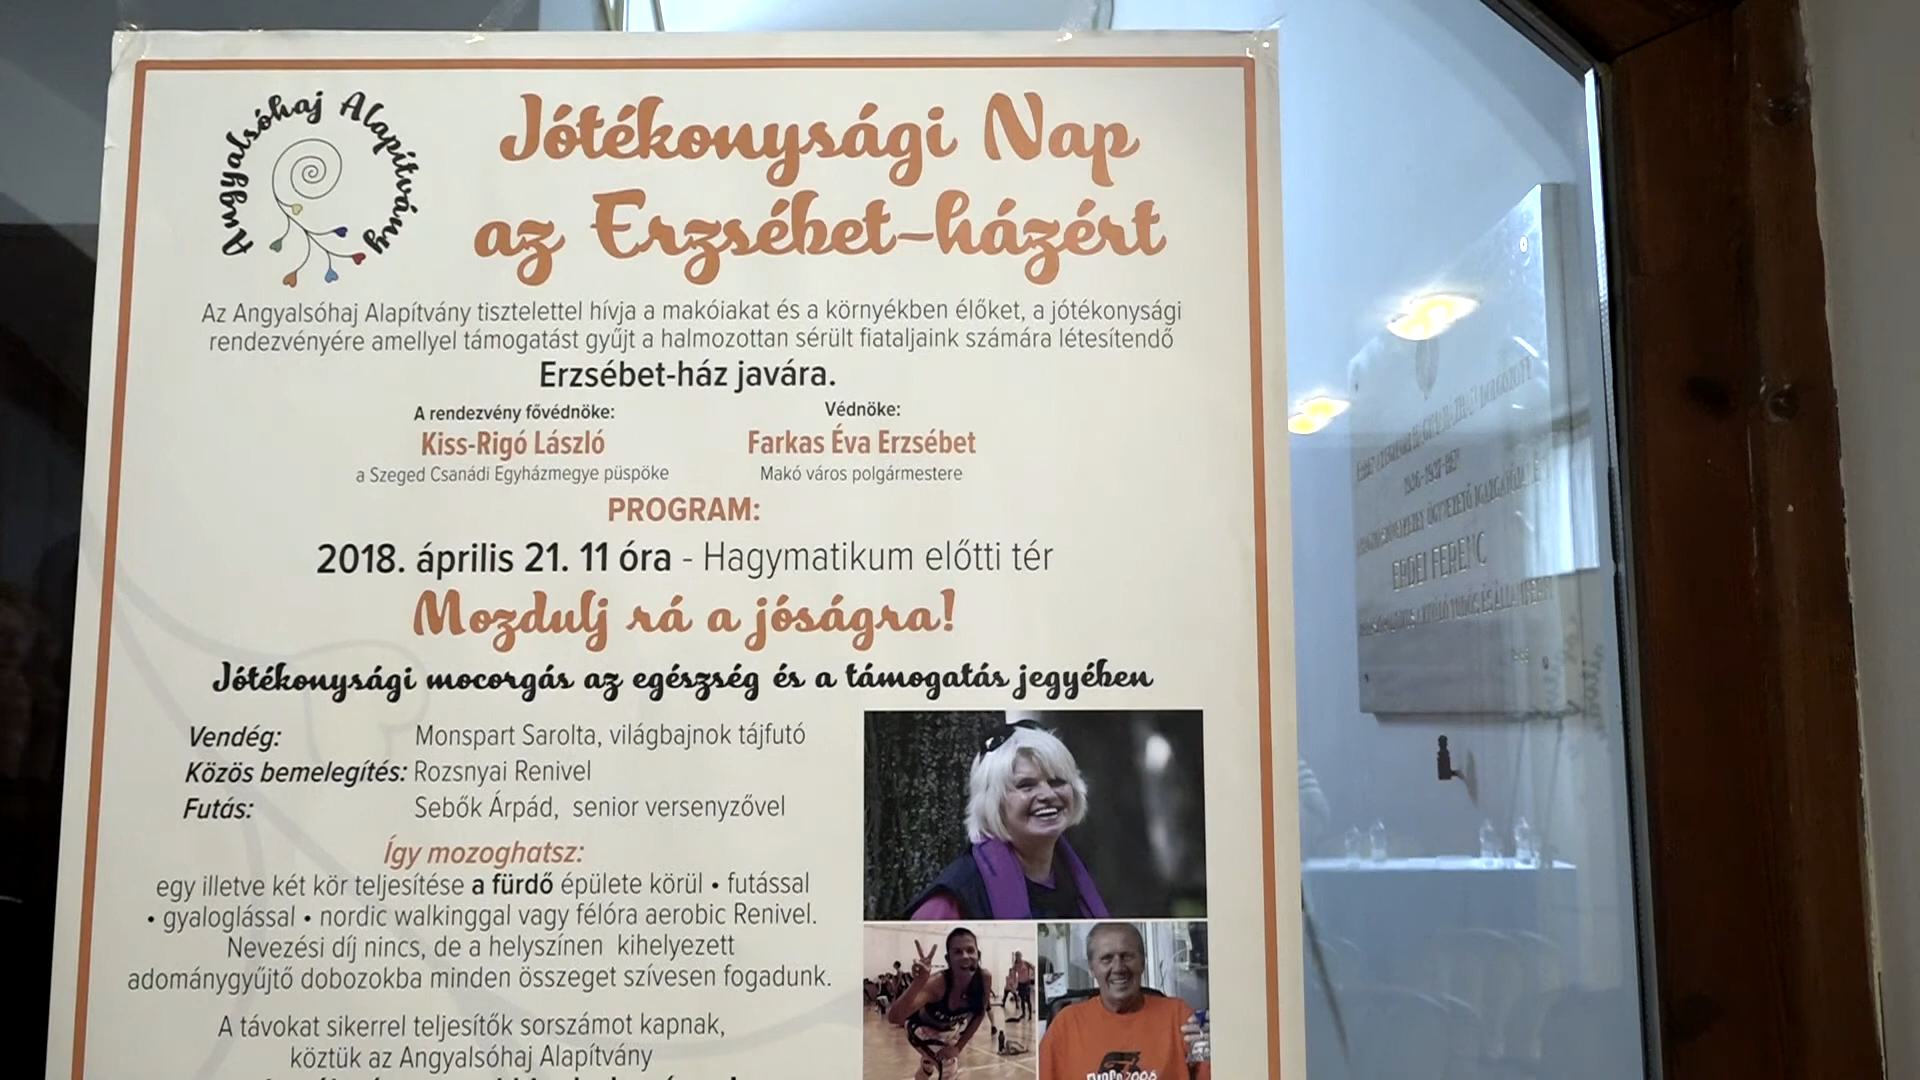 Angyalsóhaj Alapítvány
Jótékonysági Nap
az Erzsébet-házért
Az Angyalsóhaj Alapítvány tisztelettel hívja a makóiakat és a környékben élőket, a jótékonysági
rendezvényére amellyel támogatást gyűjt a halmozottan sérült fiataljaink számára létesítendő
Erzsébet-ház javára.
A rendezvény fővédnöke:
Kiss-Rigó László
a Szeged Csanádi Egyházmegye püspöke
Védnöke:
Farkas Éva Erzsébet
Makó város polgármestere
PROGRAM:
2018. április 21. 11 óra - Hagymatikum előtti tér
Mozdulj rá a jóságra!
Jótékonysági mocorgás az egészség és a támogatás jegyében
Vendég: Monspart Sarolta, világbajnok tájfutó
Közös bemelegítés: Rozsnyai Renivel
Futás: Sebők Árpád, senior versenyzővel
Így mozoghatsz:
egy illetve két kör teljesítése a fürdő épülete körül • futással
• gyaloglással • nordic walkinggal vagy félóra aerobic Renivel.
Nevezési díj nincs, de a helyszínen kihelyezett
adománygyűjtő dobozokba minden összeget szívesen fogadunk.
A távokat sikerrel teljesítők sorszámot kapnak,
köztük az Angyalsóhaj Alapítvány
ERDEI FERENC